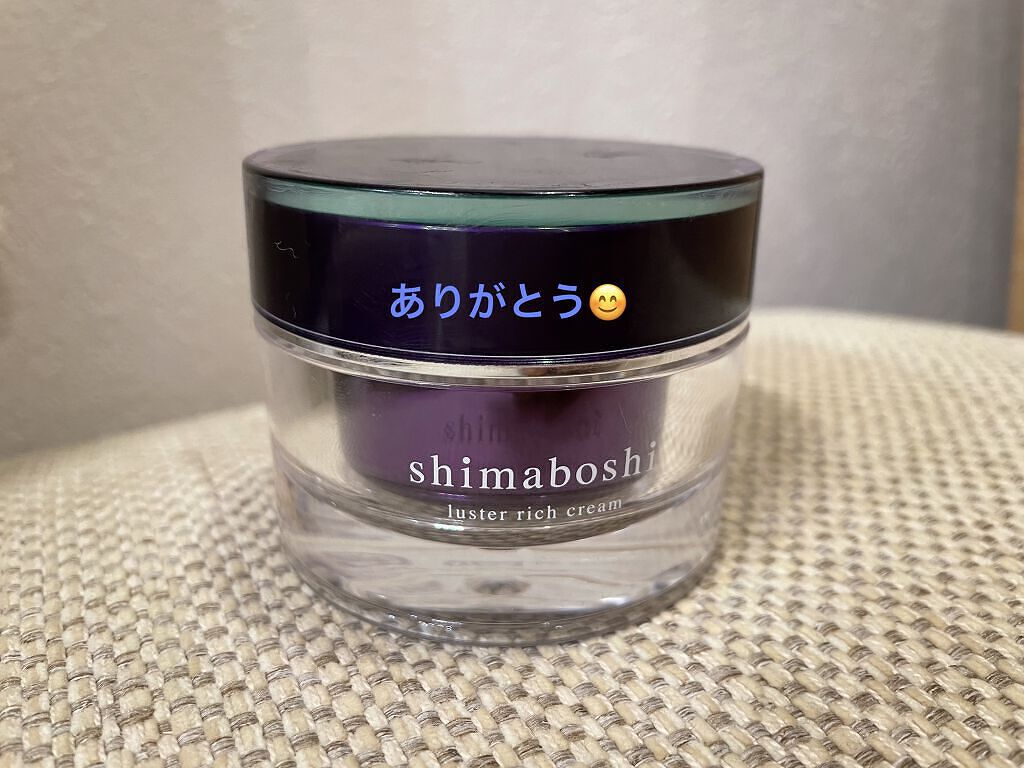 ありがとう😊
shimaboshi
luster rich cream